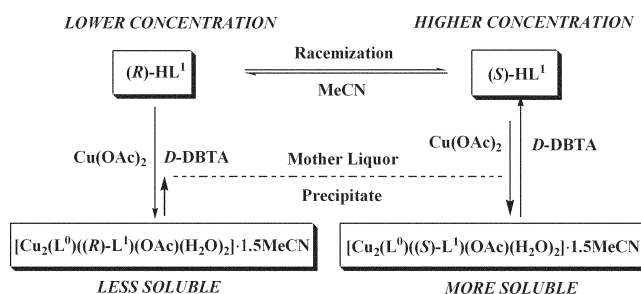 LOWER CONCENTRATION HIGHER CONCENTRATION
(R)-HL¹ Racemization (S)-HL¹
MeCN
Cu(OAc)₂ D-DBTA Cu(OAc)₂ D-DBTA
Mother Liquor
Precipitate
[Cu₂(L⁰)((R)-L¹)(OAc)(H₂O)₂]·1.5MeCN [Cu₂(L⁰)((S)-L¹)(OAc)(H₂O)₂]·1.5MeCN
LESS SOLUBLE MORE SOLUBLE